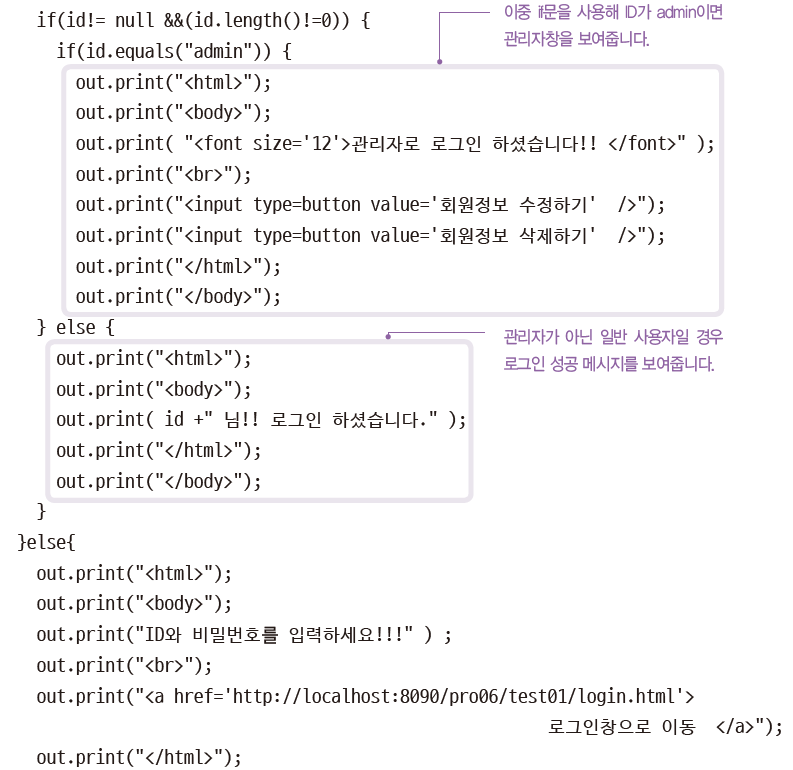 if(id!= null &&(id.length()!=0)) {
이중 if문을 사용해 ID가 admin이면
관리자창을 보여줍니다.
if(id.equals("admin")) {
out.print("<html>");
out.print("<body>");
out.print( "<font size='12'>관리자로 로그인 하셨습니다!! </font>" );
out.print("<br>");
out.print("<input type=button value='회원정보 수정하기'  />");
out.print("<input type=button value='회원정보 삭제하기'  />");
out.print("</html>");
out.print("</body>");
} else {
관리자가 아닌 일반 사용자일 경우
로그인 성공 메시지를 보여줍니다.
out.print("<html>");
out.print("<body>");
out.print( id +" 님!! 로그인 하셨습니다." );
out.print("</html>");
out.print("</body>");
}
}else{
out.print("<html>");
out.print("<body>");
out.print("ID와 비밀번호를 입력하세요!!!" ) ;
out.print("<br>");
out.print("<a href='http://localhost:8090/pro06/test01/login.html'>
로그인창으로 이동  </a>");
out.print("</html>");